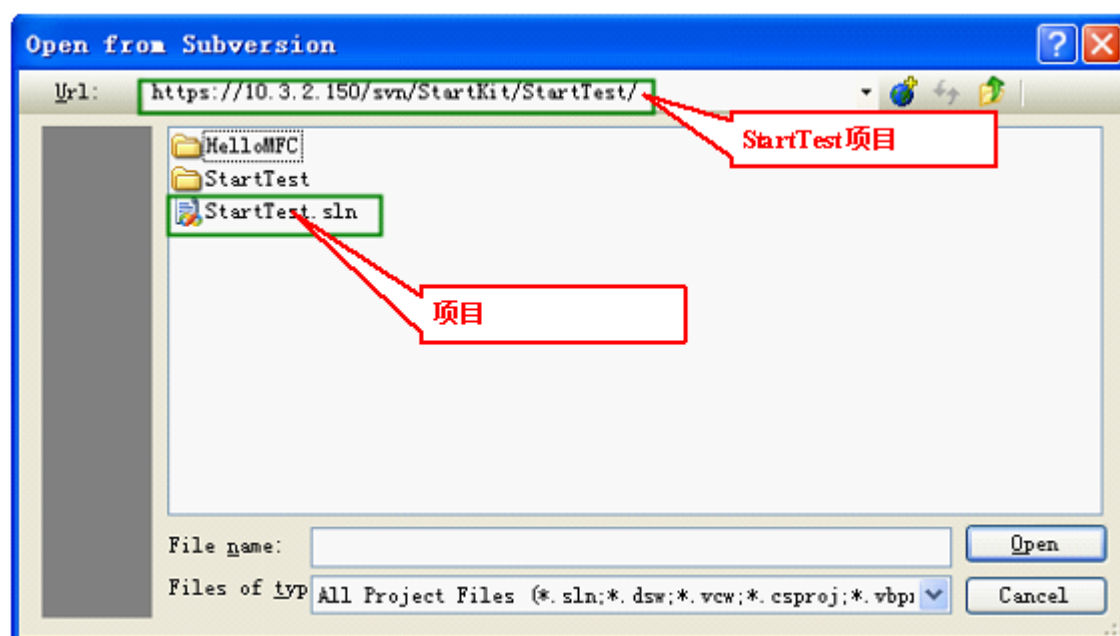 Open from Subversion
Url: https://10.3.2.150/svn/StartKit/StartTest/
StartTest项目
HelloMFC
StartTest
StartTest.sln
项目
File name:
Open
Files of typ All Project Files (*.sln;*.dsw;*.vcw;*.csproj;*.vbp
Cancel